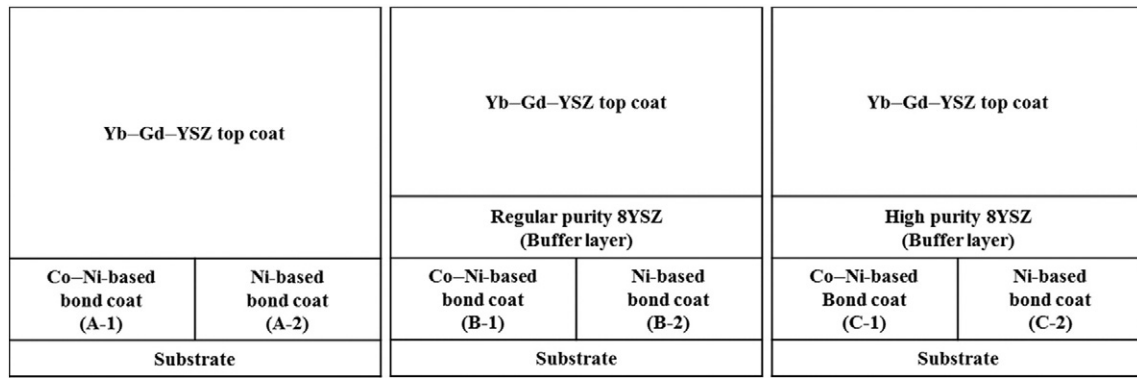 Yb–Gd–YSZ top coat
Co–Ni-based
bond coat
(A-1)
Ni-based
bond coat
(A-2)
Substrate
Yb–Gd–YSZ top coat
Regular purity 8YSZ
(Buffer layer)
Co–Ni-based
bond coat
(B-1)
Ni-based
bond coat
(B-2)
Substrate
Yb–Gd–YSZ top coat
High purity 8YSZ
(Buffer layer)
Co–Ni-based
Bond coat
(C-1)
Ni-based
bond coat
(C-2)
Substrate